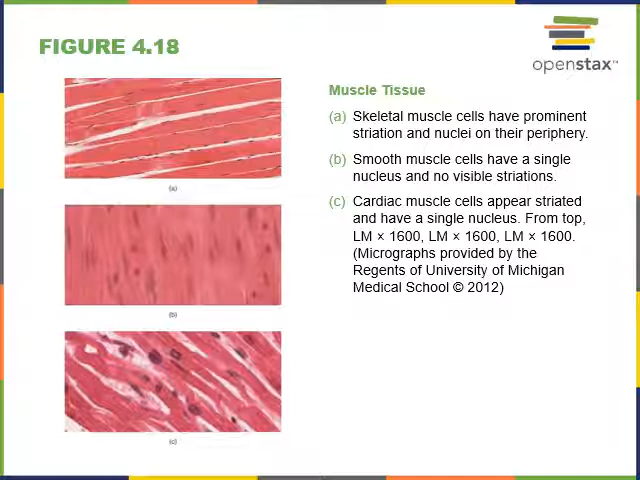 FIGURE 4.18
openstax™
Muscle Tissue
(a) Skeletal muscle cells have prominent
striation and nuclei on their periphery.
(b) Smooth muscle cells have a single
nucleus and no visible striations.
(c) Cardiac muscle cells appear striated
and have a single nucleus. From top,
LM × 1600, LM × 1600, LM × 1600.
(Micrographs provided by the
Regents of University of Michigan
Medical School © 2012)
(a)
(b)
(c)